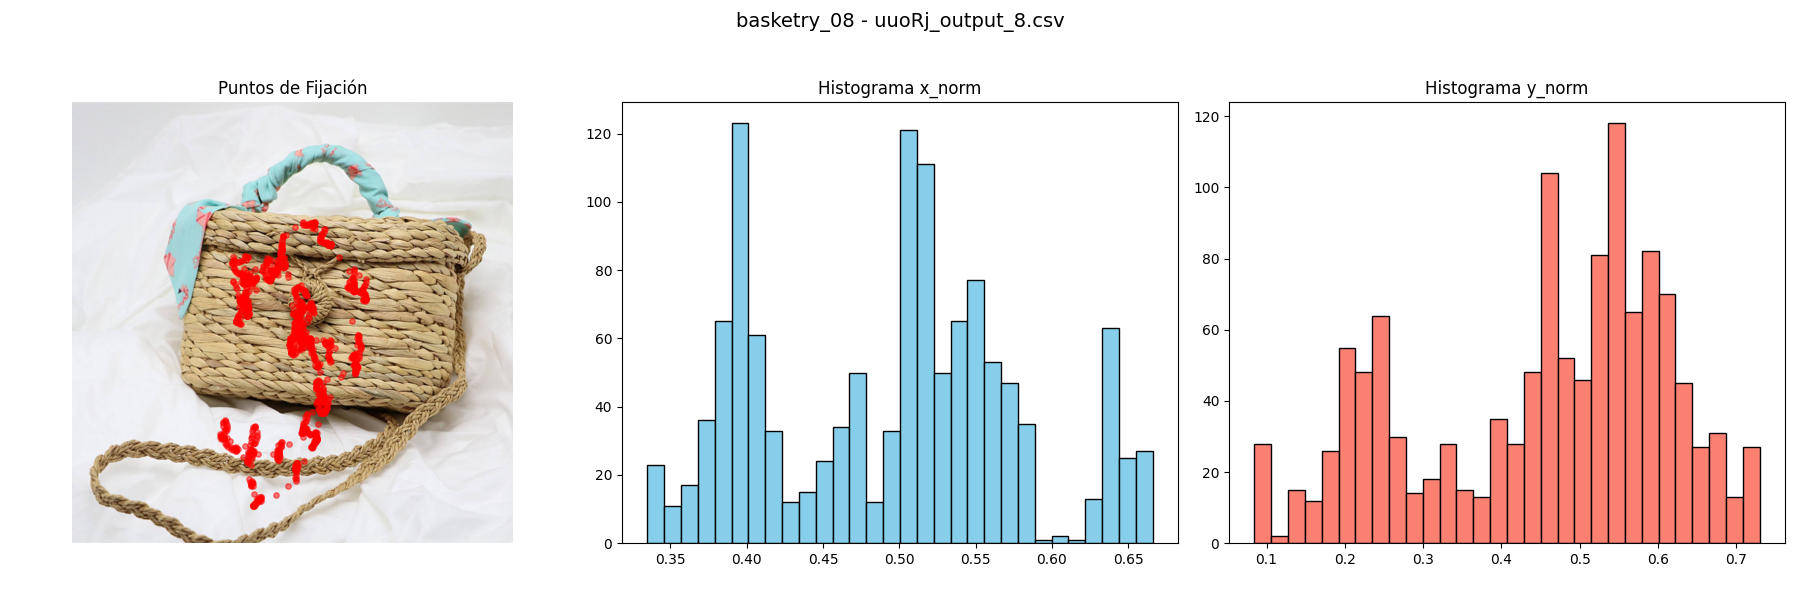 basketry_08 - uuoRj_output_8.csv
Puntos de Fijación
Histograma x_norm
120
100
80
60
40
20
0
0.35 0.40 0.45 0.50 0.55 0.60 0.65
Histograma y_norm
120
100
80
60
40
20
0
0.1 0.2 0.3 0.4 0.5 0.6 0.7